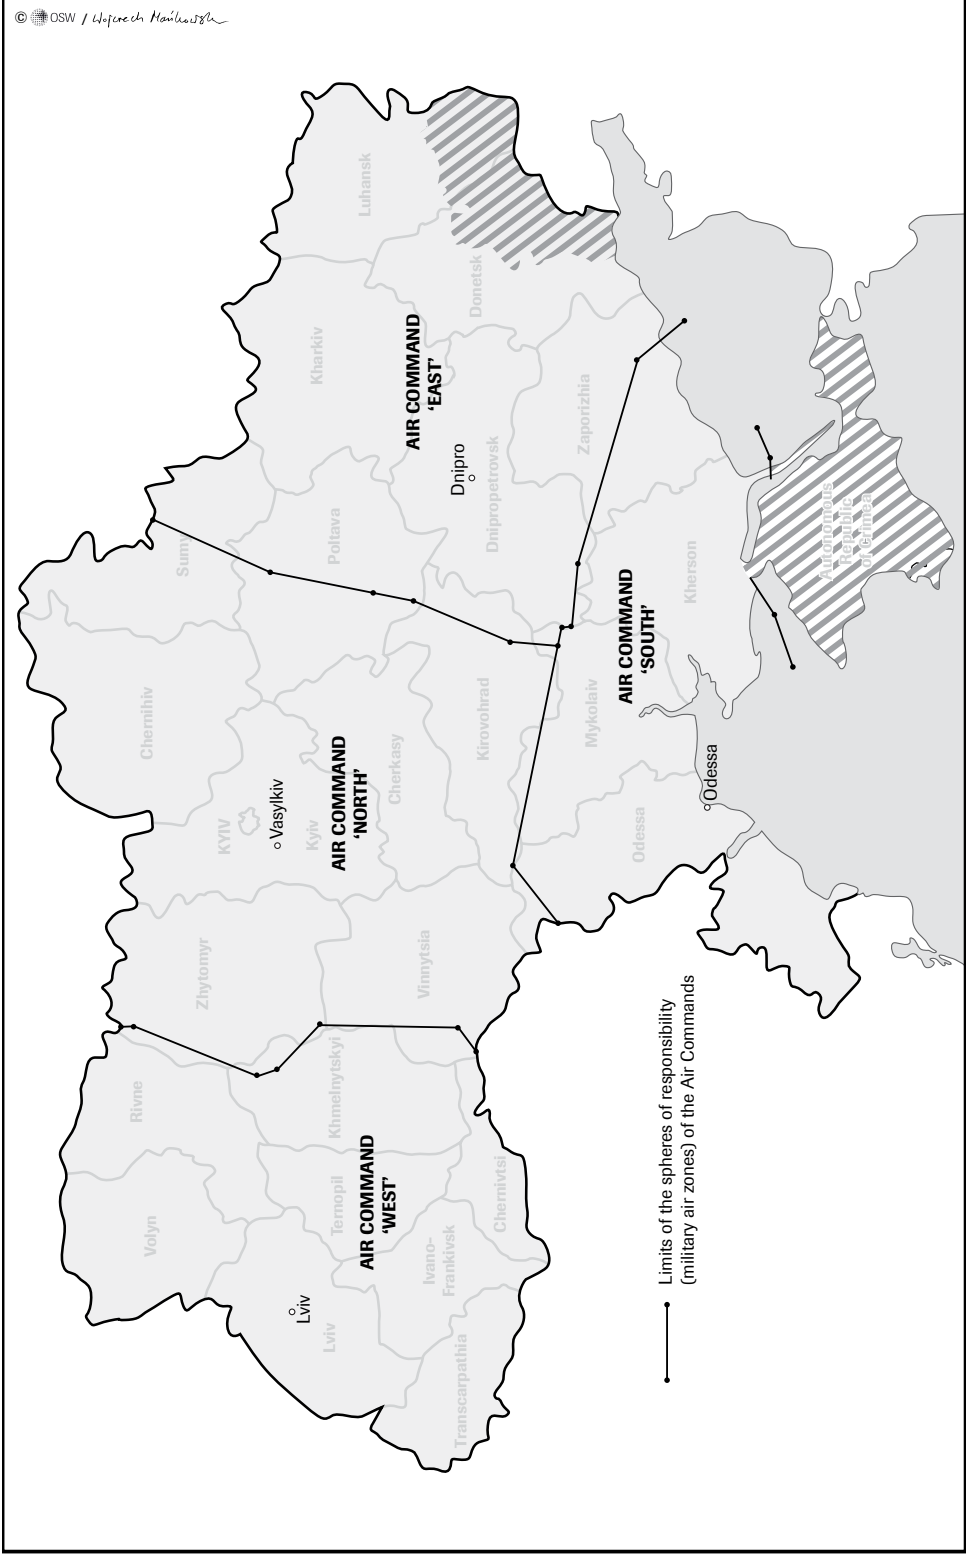 © OSW / Wojciech Mańkowski
Luhansk
Kharkiv
Donetsk
AIR COMMAND
‘EAST’
Zaporizhia
Dnipro
Dnipropetrovsk
Poltava
Sumy
Kherson
Autonomous
Republic
of Crimea
AIR COMMAND
‘SOUTH’
Mykolaiv
Kirovohrad
Chernihiv
Cherkasy
AIR COMMAND
‘NORTH’
KYIV
Vasylkiv
Kyiv
Odessa
Odessa
Zhytomyr
Vinnytsia
Rivne
Khmelnytskyi
AIR COMMAND
‘WEST’
Ternopil
Chernivtsi
Volyn
Ivano-
Frankivsk
Lviv
Lviv
Transcarpathia
Limits of the spheres of responsibility
(military air zones) of the Air Commands